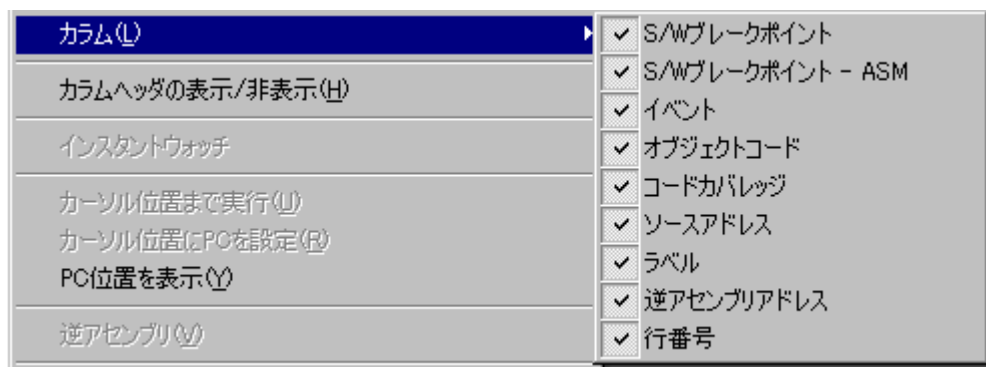 カラム(L)
カラムヘッダの表示/非表示(H)
インスタントウォッチ
カーソル位置まで実行(U)
カーソル位置にPCを設定(R)
PC位置を表示(Y)
逆アセンブリ(V)
S/Wブレークポイント
S/Wブレークポイント - ASM
イベント
オブジェクトコード
コードカバレッジ
ソースアドレス
ラベル
逆アセンブリアドレス
行番号